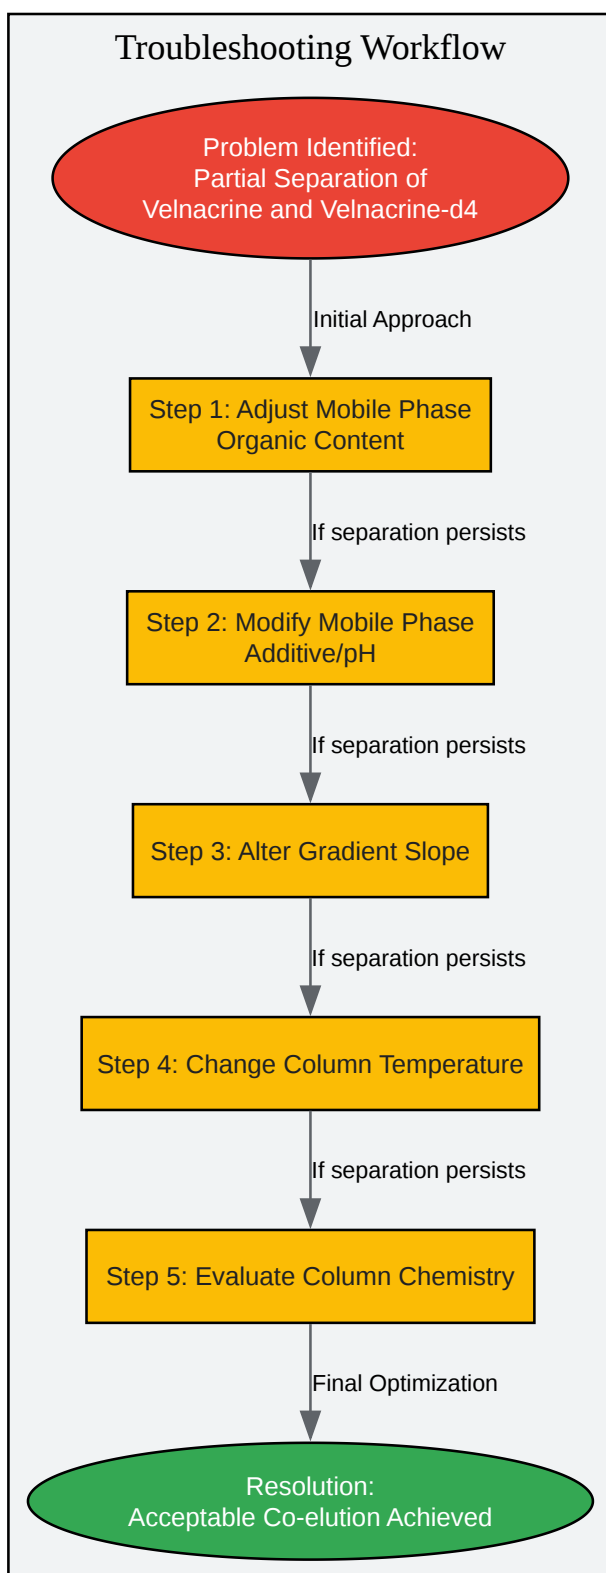 Troubleshooting Workflow
Problem Identified:
Partial Separation of
Velnacrine and Velnacrine-d4
Initial Approach
Step 1: Adjust Mobile Phase
Organic Content
If separation persists
Step 2: Modify Mobile Phase
Additive/pH
If separation persists
Step 3: Alter Gradient Slope
If separation persists
Step 4: Change Column Temperature
If separation persists
Step 5: Evaluate Column Chemistry
Final Optimization
Resolution:
Acceptable Co-elution Achieved